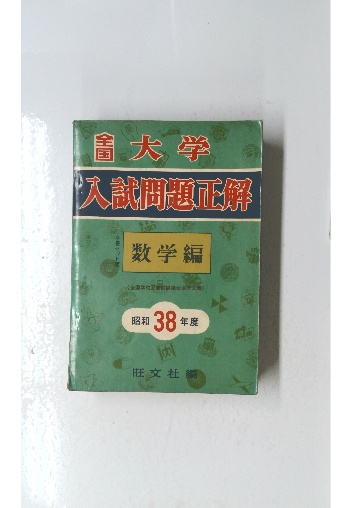 全国 大学
入試問題正解
数学編
昭和 38 年度
旺文社編